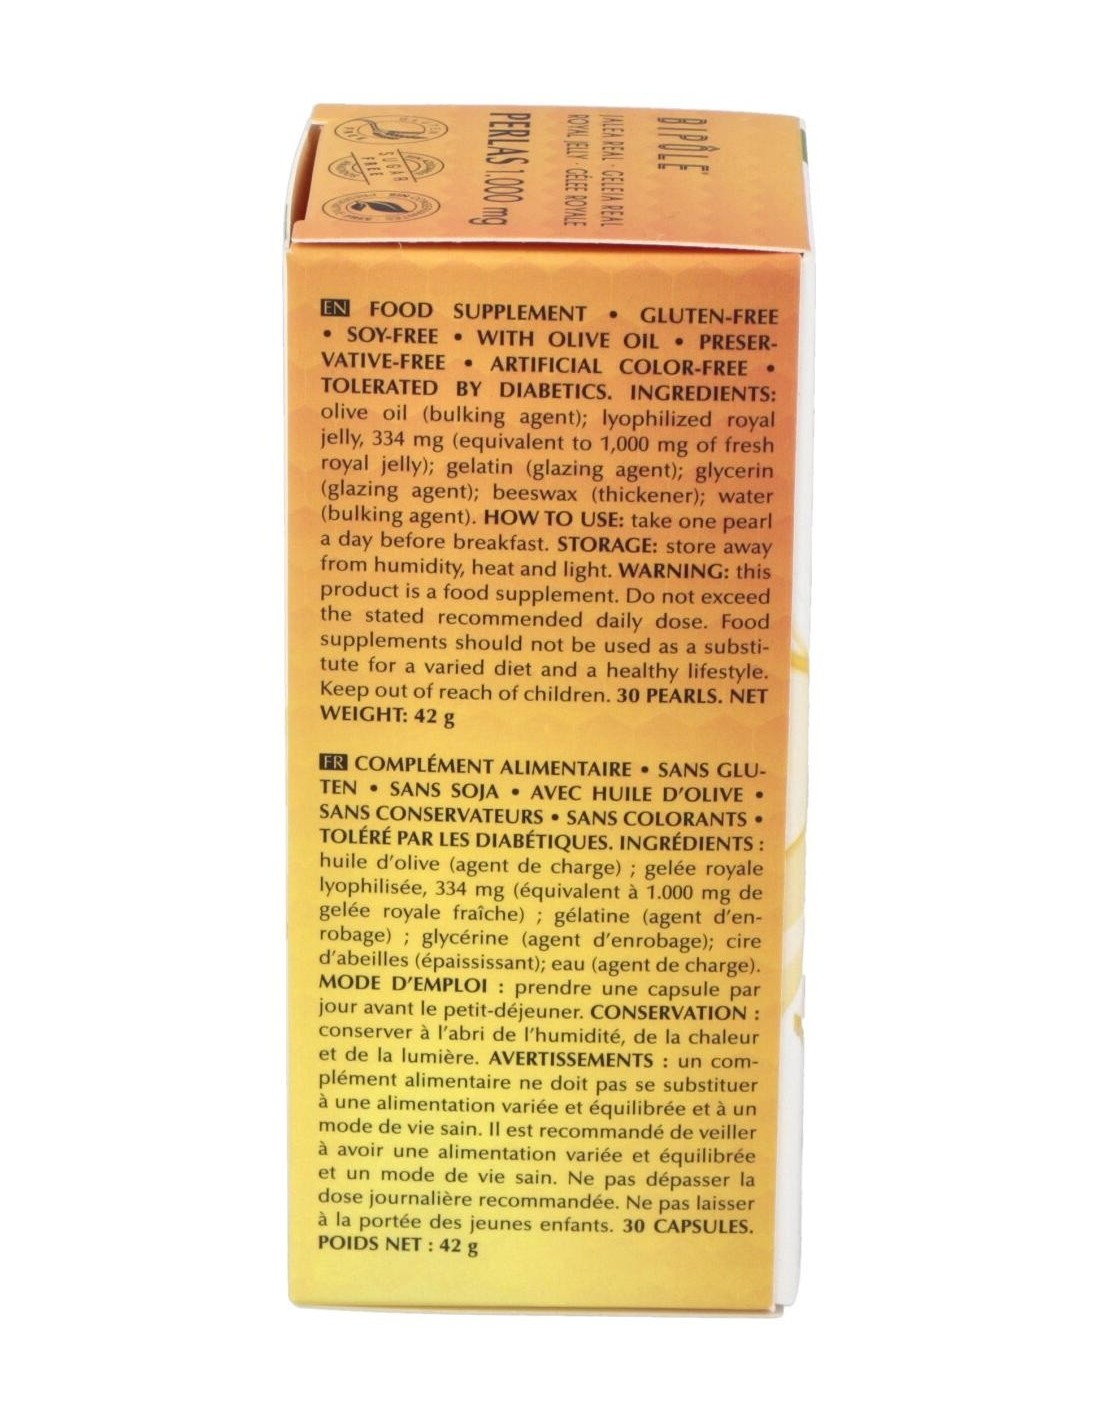 BIPÔLE
JALEA REAL · GELEIA REAL
ROYAL JELLY · GÉLEE ROYALE
PERLAS 1.000 mg
SUGAR
FREE
EN FOOD SUPPLEMENT • GLUTEN-FREE
• SOY-FREE • WITH OLIVE OIL • PRESER-
VATIVE-FREE • ARTIFICIAL COLOR-FREE •
TOLERATED BY DIABETICS. INGREDIENTS:
olive oil (bulking agent); lyophilized royal
jelly, 334 mg (equivalent to 1,000 mg of fresh
royal jelly); gelatin (glazing agent); glycerin
(glazing agent); beeswax (thickener); water
(bulking agent). HOW TO USE: take one pearl
a day before breakfast. STORAGE: store away
from humidity, heat and light. WARNING: this
product is a food supplement. Do not exceed
the stated recommended daily dose. Food
supplements should not be used as a substi-
tute for a varied diet and a healthy lifestyle.
Keep out of reach of children. 30 PEARLS. NET
WEIGHT: 42 g
FR COMPLÉMENT ALIMENTAIRE • SANS GLU-
TEN • SANS SOJA • AVEC HUILE D'OLIVE •
SANS CONSERVATEURS • SANS COLORANTS •
TOLÉRÉ PAR LES DIABÉTIQUES. INGRÉDIENTS :
huile d'olive (agent de charge) ; gelée royale
lyophilisée, 334 mg (équivalent à 1.000 mg de
gelée royale fraîche) ; gélatine (agent d'en-
robage) ; glycérine (agent d'enrobage); cire
d'abeilles (épaississant); eau (agent de charge).
MODE D'EMPLOI : prendre une capsule par
jour avant le petit-déjeuner. CONSERVATION :
conserver à l'abri de l'humidité, de la chaleur
et de la lumière. AVERTISSEMENTS : un com-
plément alimentaire ne doit pas se substituer
à une alimentation variée et équilibrée et à un
mode de vie sain. Il est recommandé de veiller
à avoir une alimentation variée et équilibrée
et un mode de vie sain. Ne pas dépasser la
dose journalière recommandée. Ne pas laisser
à la portée des jeunes enfants. 30 CAPSULES.
POIDS NET : 42 g